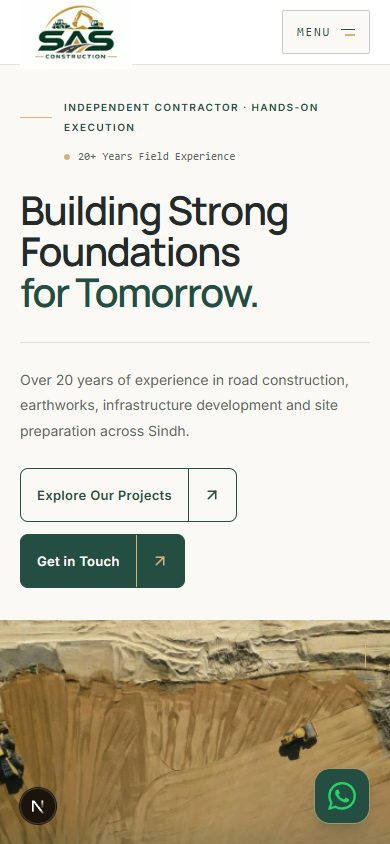 SAS
CONSTRUCTION
MENU
INDEPENDENT CONTRACTOR · HANDS-ON
EXECUTION
20+ Years Field Experience
Building Strong
Foundations
for Tomorrow.
Over 20 years of experience in road construction,
earthworks, infrastructure development and site
preparation across Sindh.
Explore Our Projects
Get in Touch
N